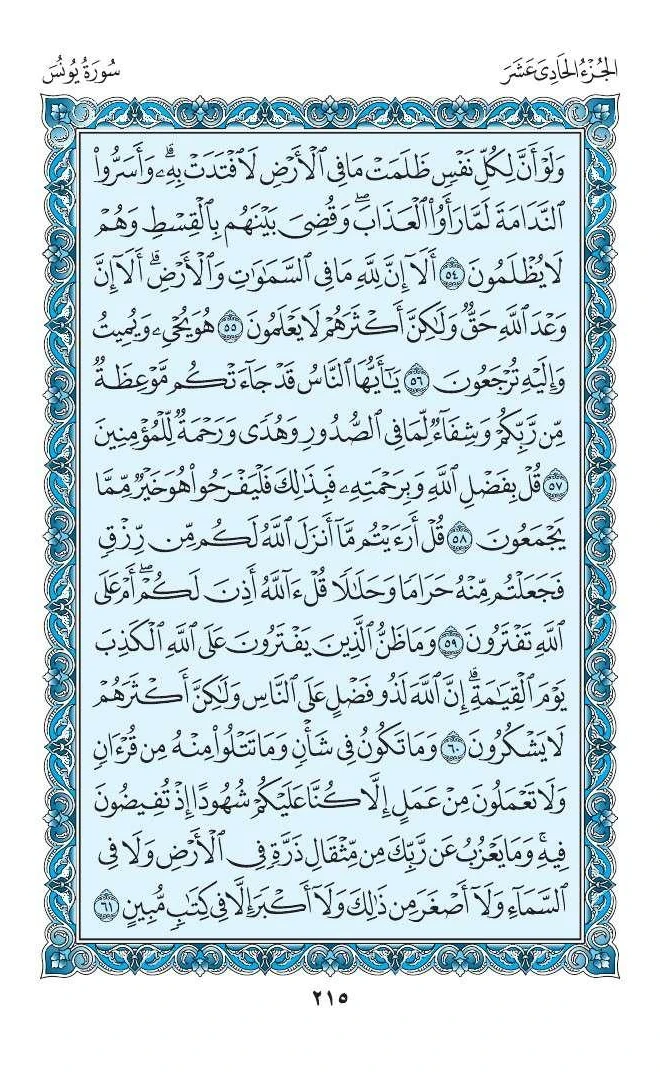 الجُزْءُ الحَادِي عَشَرَ
سُورَةُ يُونُسَ
وَلَوْ أَنَّ لِكُلِّ نَفْسٖ ظَلَمَتۡ مَا فِي ٱلۡأَرۡضِ لَٱفۡتَدَتۡ بِهِۦۗ وَأَسَرُّواْ
ٱلنَّدَامَةَ لَمَّا رَأَوُاْ ٱلۡعَذَابَۖ وَقُضِيَ بَيۡنَهُم بِٱلۡقِسۡطِ وَهُمۡ
لَا يُظۡلَمُونَ ٥٤ أَلَآ إِنَّ لِلَّهِ مَا فِي ٱلسَّمَٰوَٰتِ وَٱلۡأَرۡضِۗ أَلَآ إِنَّ
وَعۡدَ ٱللَّهِ حَقّٞ وَلَٰكِنَّ أَكۡثَرَهُمۡ لَا يَعۡلَمُونَ ٥٥ هُوَ يُحۡيِۦ وَيُمِيتُ
وَإِلَيۡهِ تُرۡجَعُونَ ٥٦ يَٰٓأَيُّهَا ٱلنَّاسُ قَدۡ جَآءَتۡكُم مَّوۡعِظَةٞ
مِّن رَّبِّكُمۡ وَشِفَآءٞ لِّمَا فِي ٱلصُّدُورِ وَهُدٗى وَرَحۡمَةٞ لِّلۡمُؤۡمِنِينَ
٥٧ قُلۡ بِفَضۡلِ ٱللَّهِ وَبِرَحۡمَتِهِۦ فَبِذَٰلِكَ فَلۡيَفۡرَحُواْ هُوَ خَيۡرٞ مِّمَّا
يَجۡمَعُونَ ٥٨ قُلۡ أَرَءَيۡتُم مَّآ أَنزَلَ ٱللَّهُ لَكُم مِّن رِّزۡقٖ
فَجَعَلۡتُم مِّنۡهُ حَرَامٗا وَحَلَٰلٗا قُلۡ ءَآللَّهُ أَذِنَ لَكُمۡۖ أَمۡ عَلَى
ٱللَّهِ تَفۡتَرُونَ ٥٩ وَمَا ظَنُّ ٱلَّذِينَ يَفۡتَرُونَ عَلَى ٱللَّهِ ٱلۡكَذِبَ
يَوۡمَ ٱلۡقِيَٰمَةِۗ إِنَّ ٱللَّهَ لَذُو فَضۡلٍ عَلَى ٱلنَّاسِ وَلَٰكِنَّ أَكۡثَرَهُمۡ
لَا يَشۡكُرُونَ ٦٠ وَمَا تَكُونُ فِي شَأۡنٖ وَمَا تَتۡلُواْ مِنۡهُ مِن قُرۡءَانٖ
وَلَا تَعۡمَلُونَ مِنۡ عَمَلٍ إِلَّا كُنَّا عَلَيۡكُمۡ شُهُودًا إِذۡ تُفِيضُونَ
فِيهِۚ وَمَا يَعۡزُبُ عَن رَّبِّكَ مِن مِّثۡقَالِ ذَرَّةٖ فِي ٱلۡأَرۡضِ وَلَا فِي
ٱلسَّمَآءِ وَلَآ أَصۡغَرَ مِن ذَٰلِكَ وَلَآ أَكۡبَرَ إِلَّا فِي كِتَٰبٖ مُّبِينٍ ٦١
٢١٥